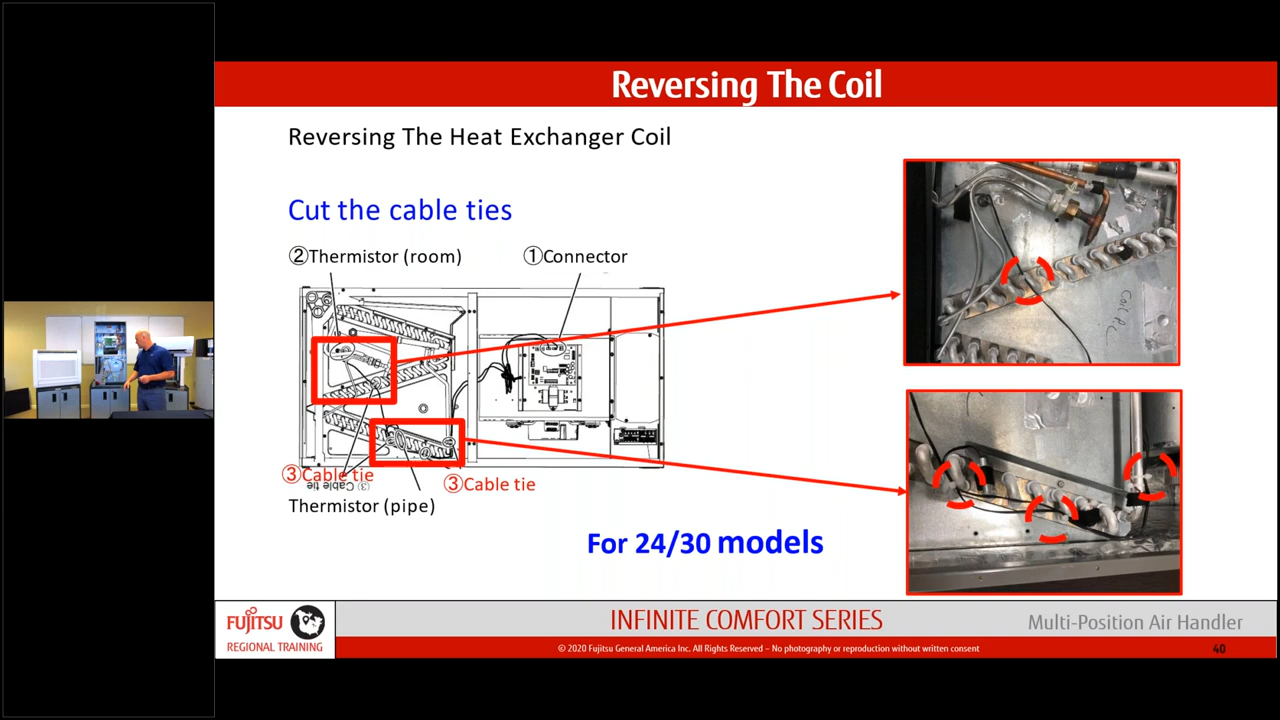 Reversing The Coil
Reversing The Heat Exchanger Coil
Cut the cable ties
②Thermistor (room)
①Connector
③Cable tie
③ Cable tie
③Cable tie
Thermistor (pipe)
For 24/30 models
FUJITSU
REGIONAL TRAINING
INFINITE COMFORT SERIES
Multi-Position Air Handler
© 2020 Fujitsu General America Inc. All Rights Reserved – No photography or reproduction without written consent
40